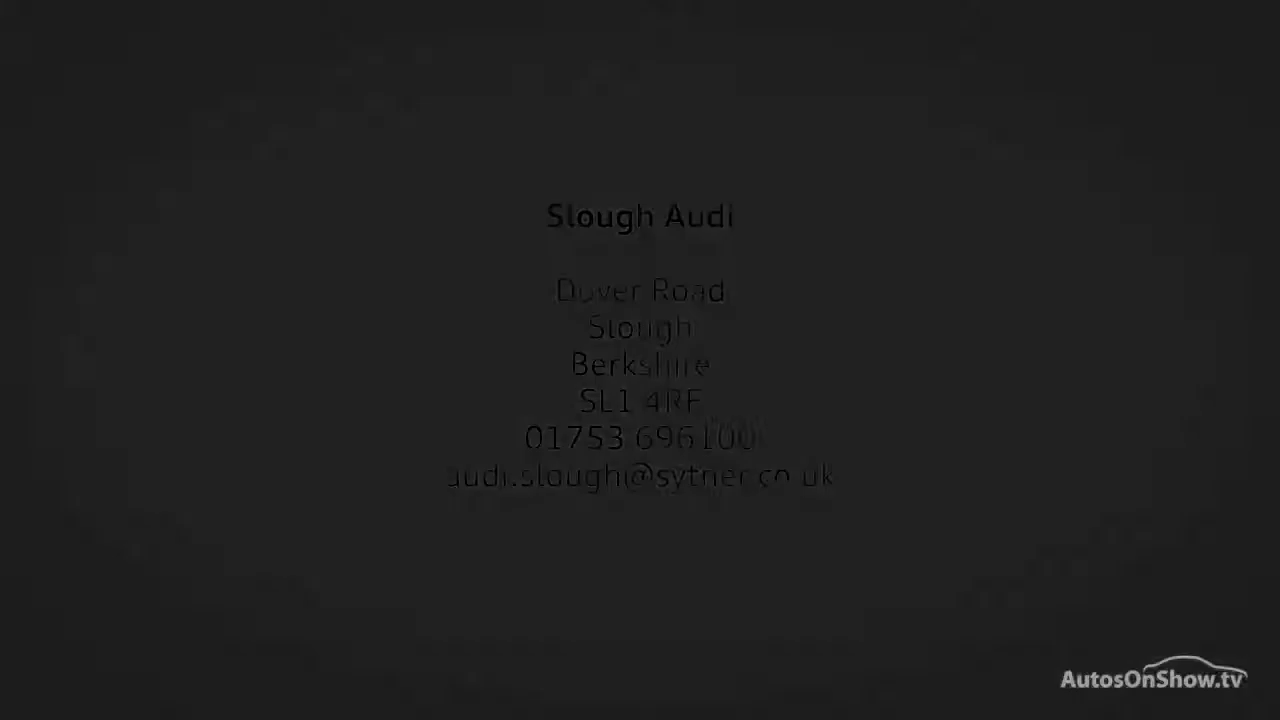 Slough Audi
Dover Road
Slough
Berkshire
SL1 4RF
01753 696100
audi.slough@sytner.co.uk
AutosOnShow.tv